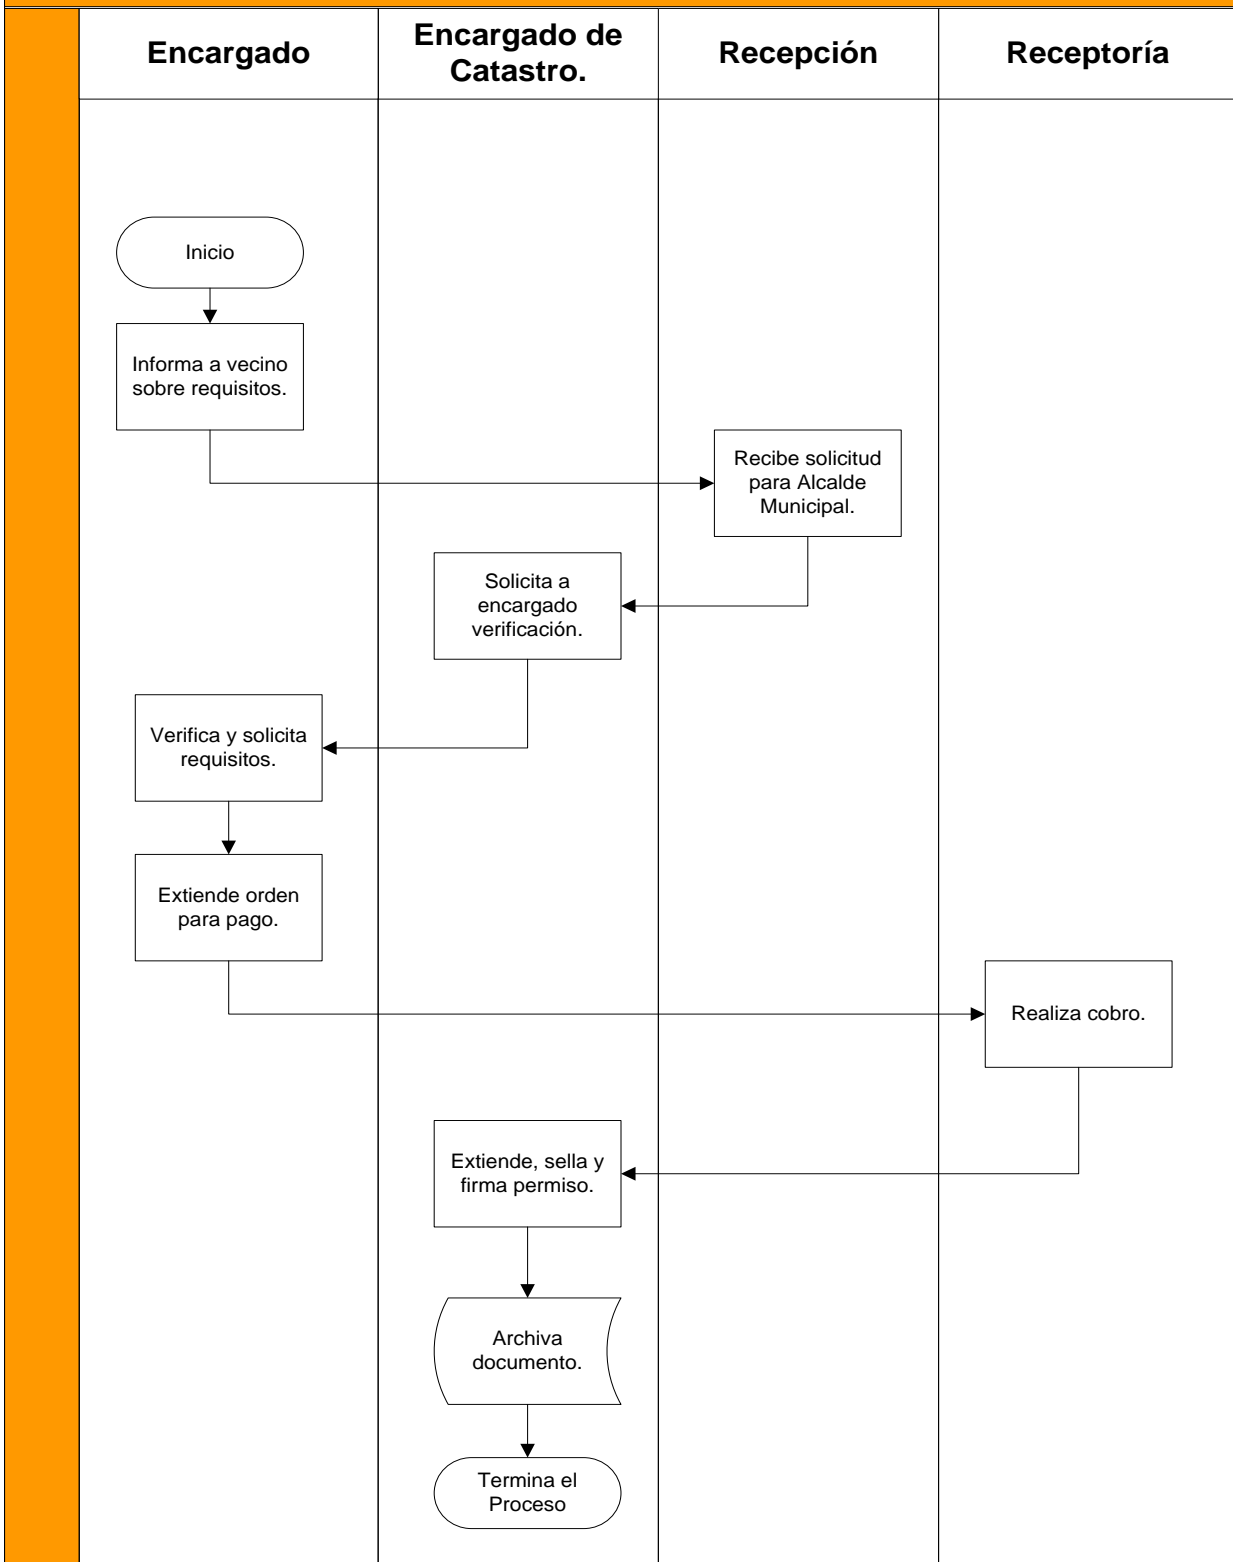 Encargado
Encargado de
Catastro.
Recepción
Receptoría
Inicio
Informa a vecino
sobre requisitos.
Recibe solicitud
para Alcalde
Municipal.
Solicita a
encargado
verificación.
Verifica y solicita
requisitos.
Extiende orden
para pago.
Realiza cobro.
Extiende, sella y
firma permiso.
Archiva
documento.
Termina el
Proceso